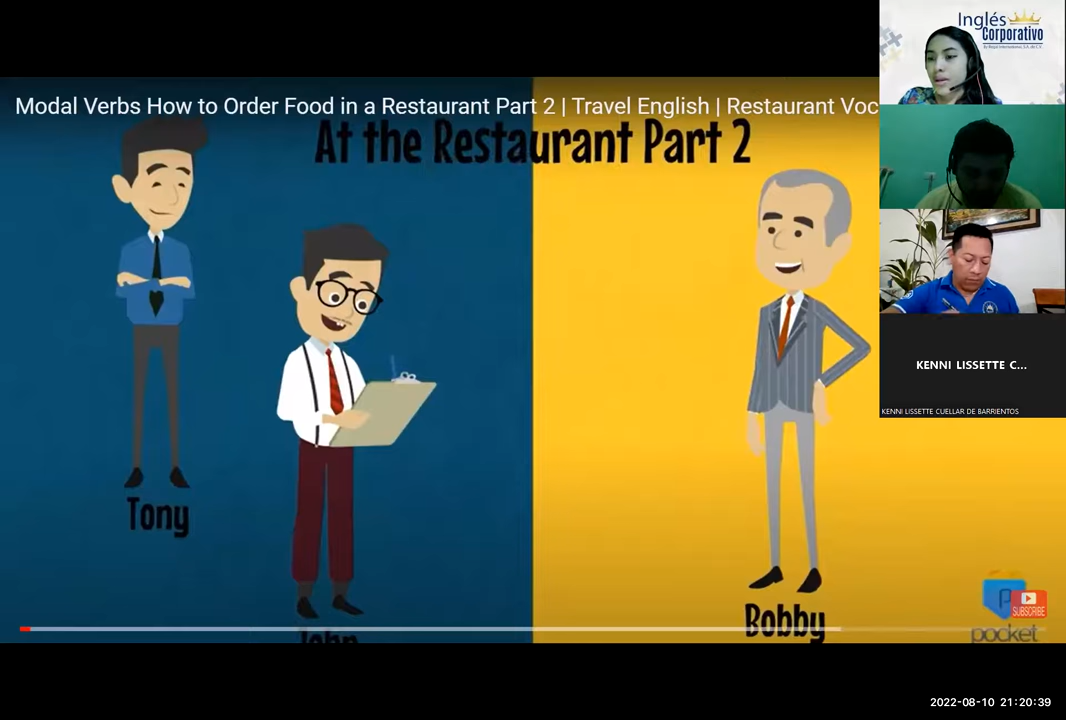 Modal Verbs How to Order Food in a Restaurant Part 2 | Travel English | Restaurant Voc
At the Restaurant Part 2
Tony
John
Bobby
SUBSCRIBE
pocket
Inglés
Corporativo
KENNI LISSETTE C...
KENNI LISSETTE CUELLAR DE BARRIENTOS
2022-08-10 21:20:39